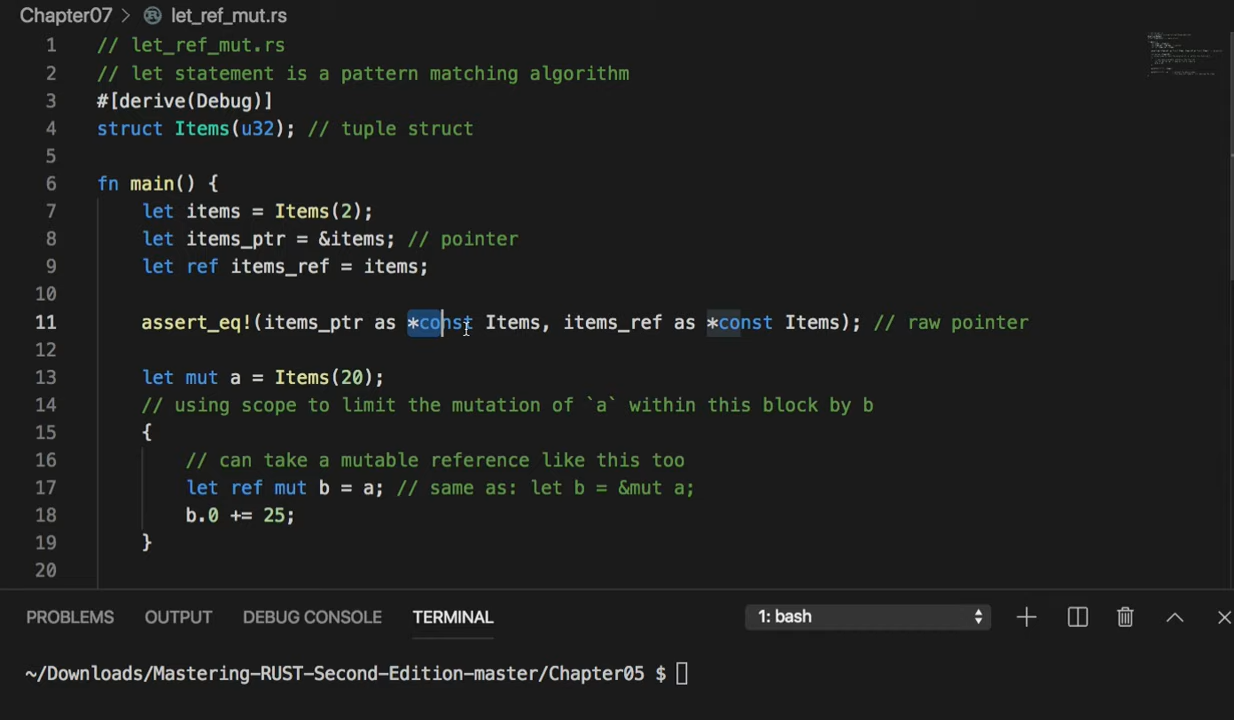 Chapter07 > let_ref_mut.rs
1 // let_ref_mut.rs
2 // let statement is a pattern matching algorithm
3 #[derive(Debug)]
4 struct Items(u32); // tuple struct
5
6 fn main() {
7     let items = Items(2);
8     let items_ptr = &items; // pointer
9     let ref items_ref = items;
10
11     assert_eq!(items_ptr as *const Items, items_ref as *const Items); // raw pointer
12
13     let mut a = Items(20);
14     // using scope to limit the mutation of `a` within this block by b
15     {
16         // can take a mutable reference like this too
17         let ref mut b = a; // same as: let b = &mut a;
18         b.0 += 25;
19     }
20
PROBLEMS OUTPUT DEBUG CONSOLE TERMINAL 1: bash
~/Downloads/Mastering-RUST-Second-Edition-master/Chapter05 $